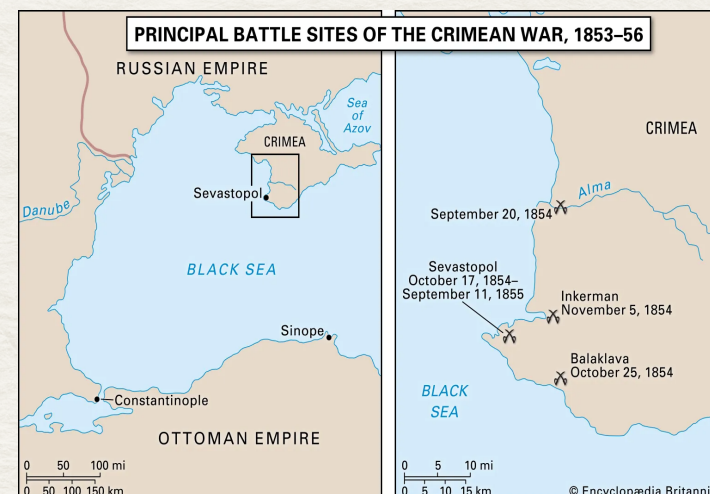 PRINCIPAL BATTLE SITES OF THE CRIMEAN WAR, 1853–56
RUSSIAN EMPIRE
Sea
of
Azov
CRIMEA
Sevastopol
Danube
BLACK SEA
Sinope
Constantinople
OTTOMAN EMPIRE
0 50 100 mi
0 50 100 150 km
CRIMEA
Alma
September 20, 1854
Sevastopol
October 17, 1854–
September 11, 1855
Inkerman
November 5, 1854
Balaklava
October 25, 1854
BLACK
SEA
0 5 10 mi
0 5 10 15 km
© Encyclopædia Britanni